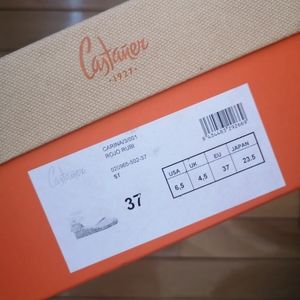 Castañer
-1927-
Castañer
CARINA/3/001
ROJO RUBI
020965-502-37
S1
37
USA UK EU JAPAN
6,5 4,5 37 23.5